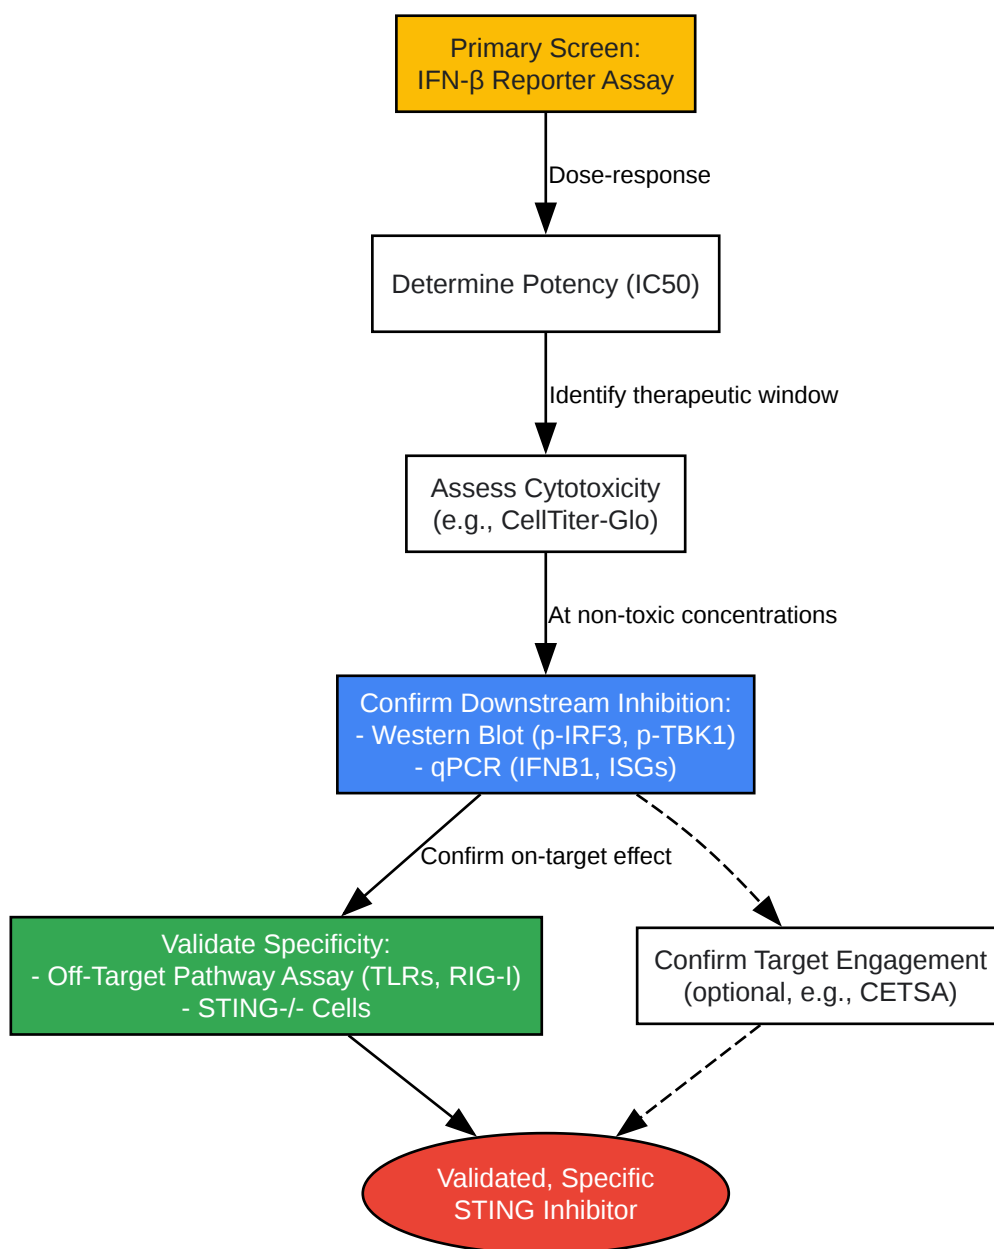 Primary Screen:
IFN-β Reporter Assay
Dose-response
Determine Potency (IC50)
Identify therapeutic window
Assess Cytotoxicity
(e.g., CellTiter-Glo)
At non-toxic concentrations
Confirm Downstream Inhibition:
- Western Blot (p-IRF3, p-TBK1)
- qPCR (IFNB1, ISGs)
Confirm on-target effect
Validate Specificity:
- Off-Target Pathway Assay (TLRs, RIG-I)
- STING-/- Cells
Confirm Target Engagement
(optional, e.g., CETSA)
Validated, Specific
STING Inhibitor